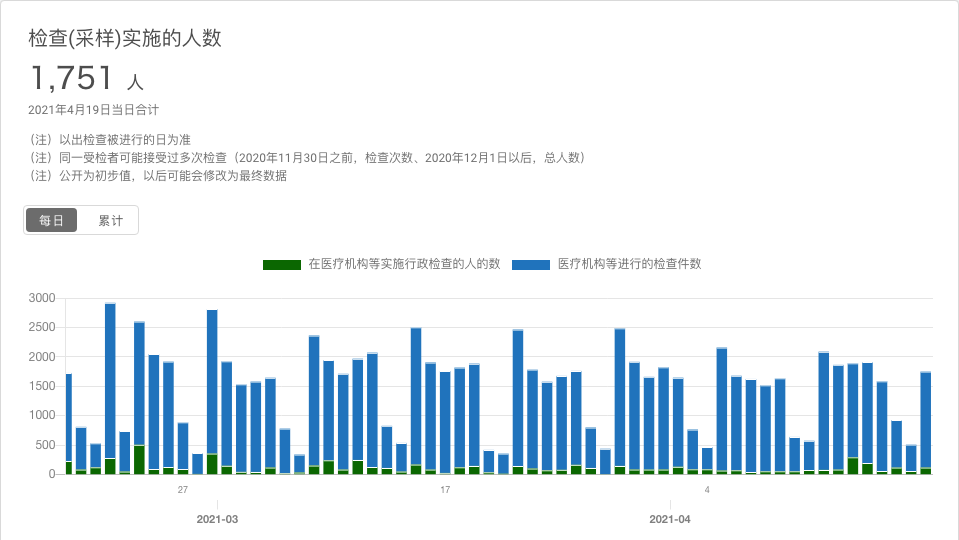 检查(采样)实施的人数
1,751 人
2021年4月19日当日合计
（注）以出检查被进行的日为准
（注）同一受检者可能接受过多次检查（2020年11月30日之前，检查次数、2020年12月1日以后，总人数）
（注）公开为初步值，以后可能会修改为最终数据
每日 累计
在医疗机构等实施行政检查的人的数 医疗机构等进行的检查件数
3000
2500
2000
1500
1000
500
0
27 17 4
2021-03 2021-04